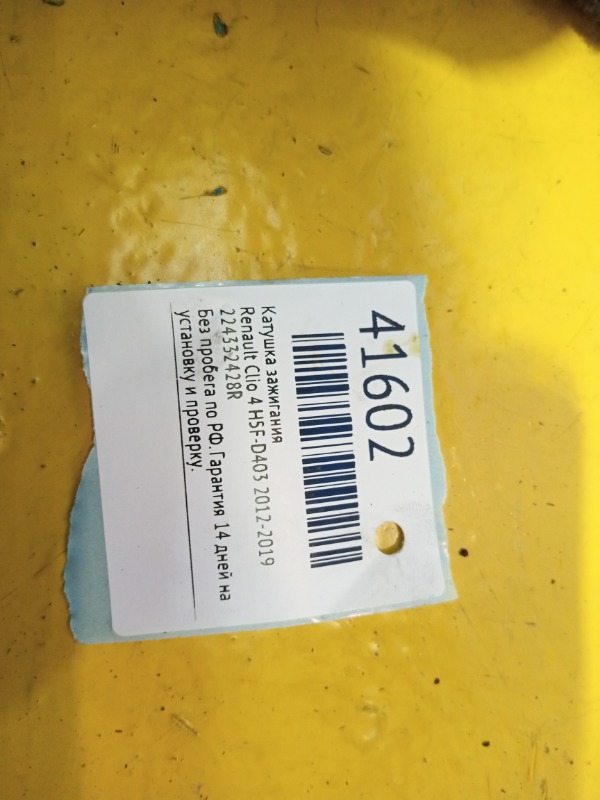 41602
Катушка зажигания
Renault Clio 4 H5F-D403 2012-2019
224332428R
Без пробега по РФ. Гарантия 14 дней на
установку и проверку.